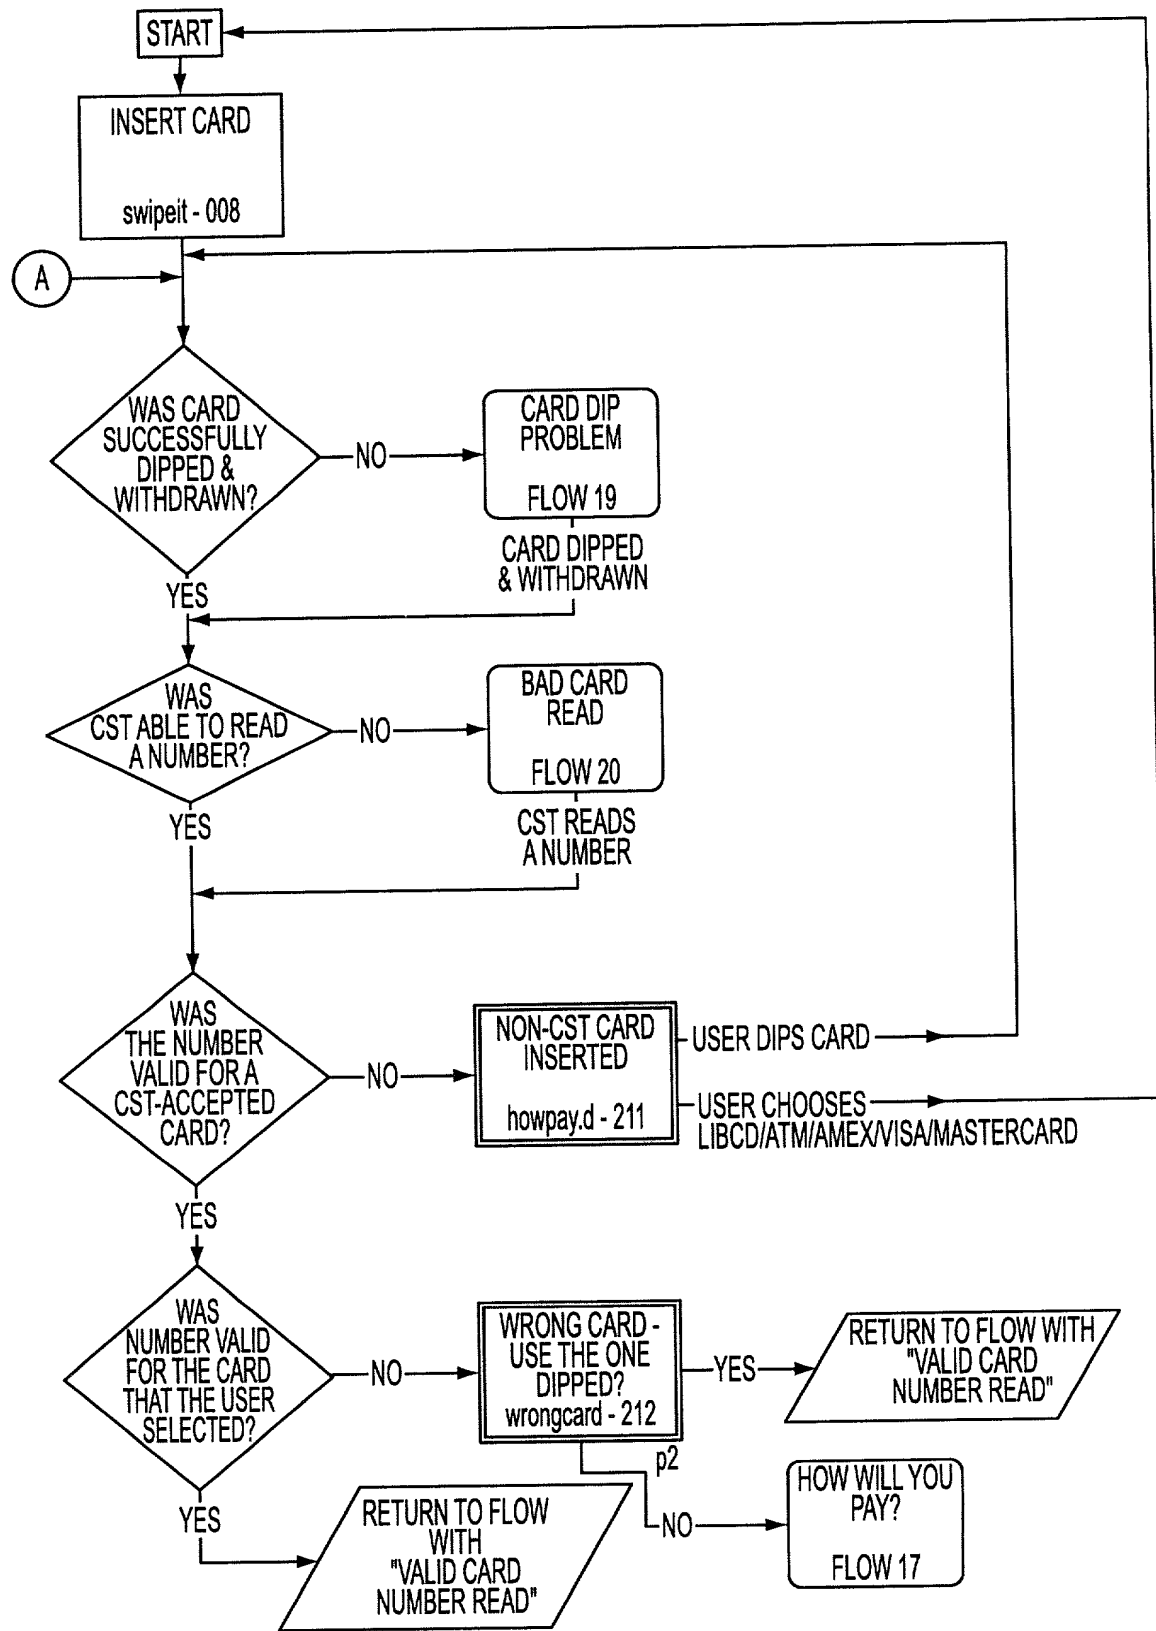 START
INSERT CARD
swipeit - 008
A
WAS CARD
SUCCESSFULLY
DIPPED &
WITHDRAWN?
NO
CARD DIP
PROBLEM
FLOW 19
CARD DIPPED
& WITHDRAWN
YES
WAS
CST ABLE TO READ
A NUMBER?
NO
BAD CARD
READ
FLOW 20
CST READS
A NUMBER
YES
WAS
THE NUMBER
VALID FOR A
CST-ACCEPTED
CARD?
NO
NON-CST CARD
INSERTED
howpay.d - 211
USER DIPS CARD
USER CHOOSES
LIBCD/ATM/AMEX/VISA/MASTERCARD
YES
WAS
NUMBER VALID
FOR THE CARD
THAT THE USER
SELECTED?
NO
WRONG CARD -
USE THE ONE
DIPPED?
wrongcard - 212
p2
YES
RETURN TO FLOW WITH
"VALID CARD
NUMBER READ"
NO
HOW WILL YOU
PAY?
FLOW 17
YES
RETURN TO FLOW
WITH
"VALID CARD
NUMBER READ"